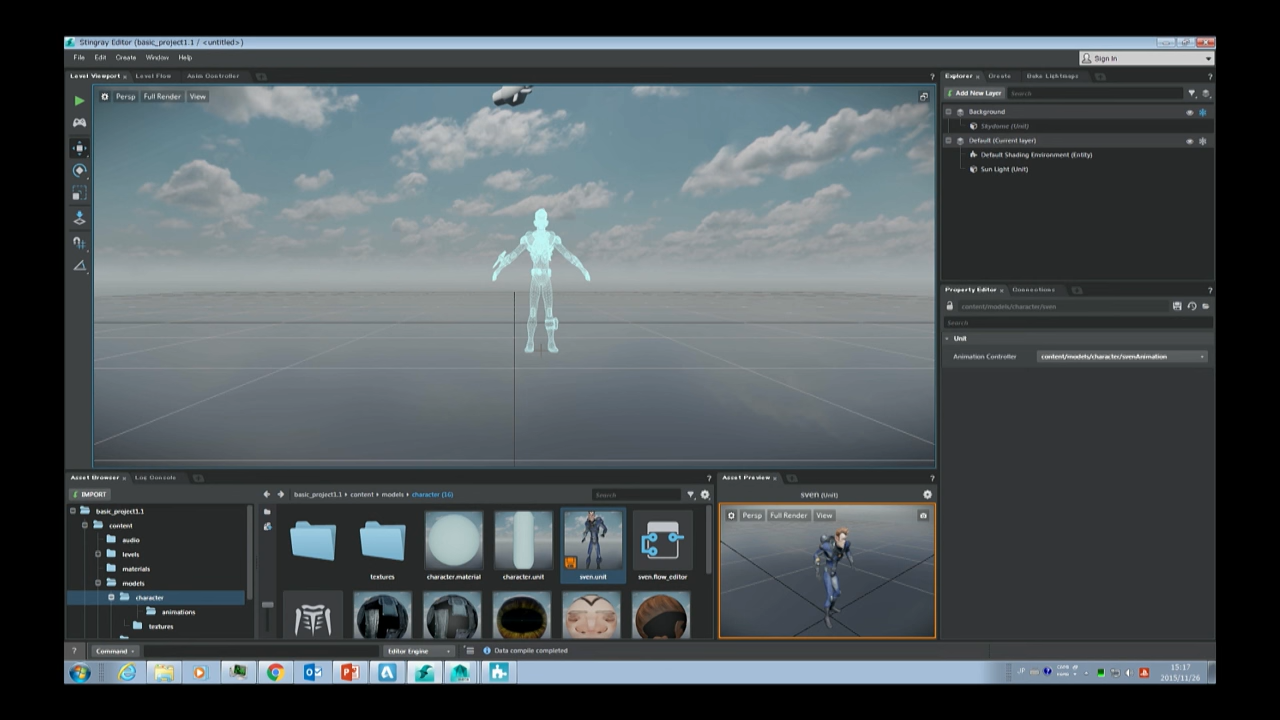 Stingray Editor (basic_project1.1 / <untitled>)
File Edit Create Window Help
Sign In
Level Viewport × Level Flow Anim Controller
?
Explorer × Create Bake Lightmaps
?
Persp Full Render View
Add New Layer Search
Background
Skydome (Unit)
Default (Current layer)
Default Shading Environment (Entity)
Sun Light (Unit)
Property Editor × Connections
?
content/models/character/sven
Search
Unit
Animation Controller content/models/character/svenAnimation
Asset Browser × Log Console
?
Asset Preview ×
?
IMPORT
basic_project1.1 content models character (16)
Search
sven (Unit)
basic_project1.1
content
audio
levels
materials
models
character
animations
textures
textures
character.material
character.unit
sven.unit
sven.flow_editor
Persp Full Render View
? Command
Editor Engine
Data compile completed
JP
CAPS
KANA
15:17
2015/11/26